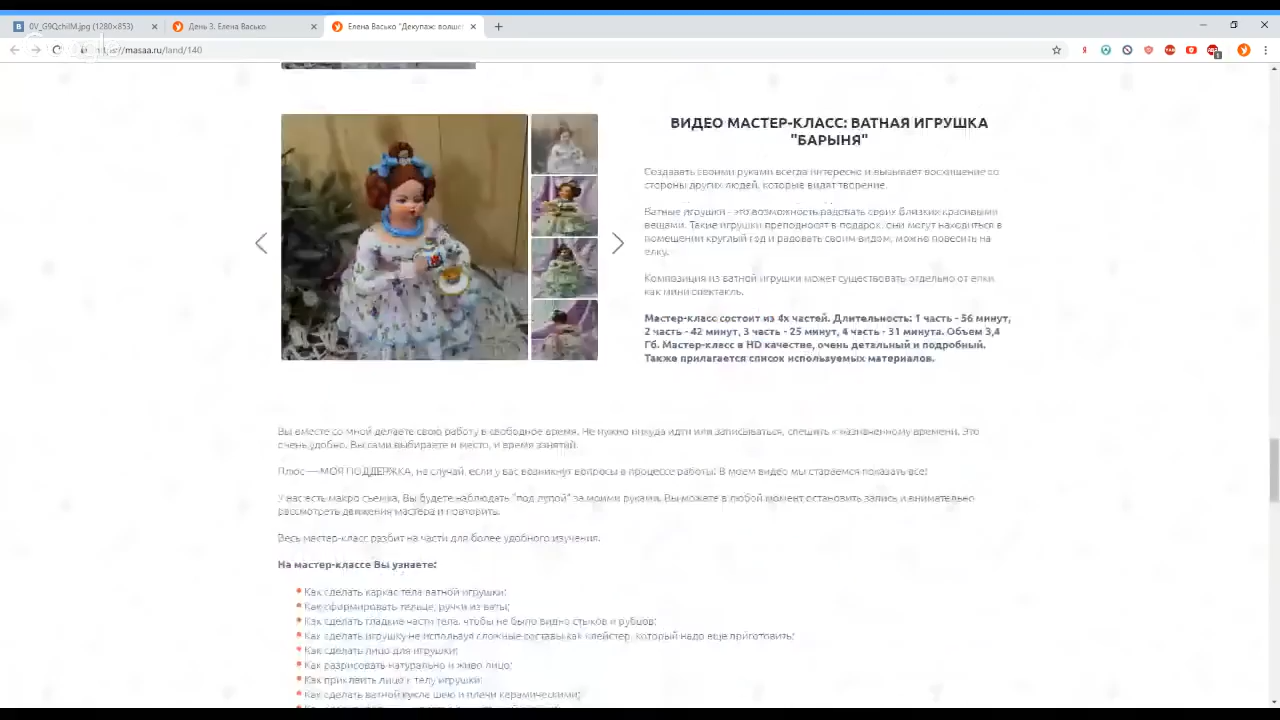 0V_G9QchilM.jpg (1280×853)
День 3. Елена Васько
Елена Васько "Декупаж: волше
masaa.ru/land/140
ВИДЕО МАСТЕР-КЛАСС: ВАТНАЯ ИГРУШКА
"БАРЫНЯ"
Создавать своими руками всегда интересно и вызывает восхищение со
стороны других людей, которые видят творение.
Ватные игрушки - это возможность радовать своих близких красивыми
вещами. Такие игрушки преподносят в подарок, они могут находиться в
помещении круглый год и радовать своим видом, можно повесить на
елку.
Композиция из ватной игрушки может существовать отдельно от елки
как мини спектакль.
Мастер-класс состоит из 4х частей. Длительность: 1 часть - 56 минут,
2 часть - 42 минут, 3 часть - 25 минут, 4 часть - 31 минута. Объем 3,4
Гб. Мастер-класс в HD качестве, очень детальный и подробный.
Также прилагается список используемых материалов.
Вы вместе со мной делаете свою работу в свободное время. Не нужно никуда идти или записываться, спешить к назначенному времени. Это
очень удобно. Вы сами выбираете и место, и время занятий.
Плюс — МОЯ ПОДДЕРЖКА, на случай, если у вас возникнут вопросы в процессе работы! В моем видео мы стараемся показать все!
У нас есть макро съемка, Вы будете наблюдать "под лупой" за моими руками. Вы можете в любой момент остановить запись и внимательно
рассмотреть движения мастера и повторить.
Весь мастер-класс разбит на части для более удобного изучения.
На мастер-классе Вы узнаете:
Как сделать каркас тела ватной игрушки;
Как сформировать тельце, ручки из ваты;
Как сделать гладкие части тела, чтобы не было видно стыков и рубцов;
Как сделать игрушку не используя сложные составы как клейстер, который надо еще приготовить;
Как сделать лицо для игрушки;
Как разрисовать натурально и живо лицо;
Как приклеить лицо к телу игрушки;
Как сделать ватной кукле шею и плечи керамическими;